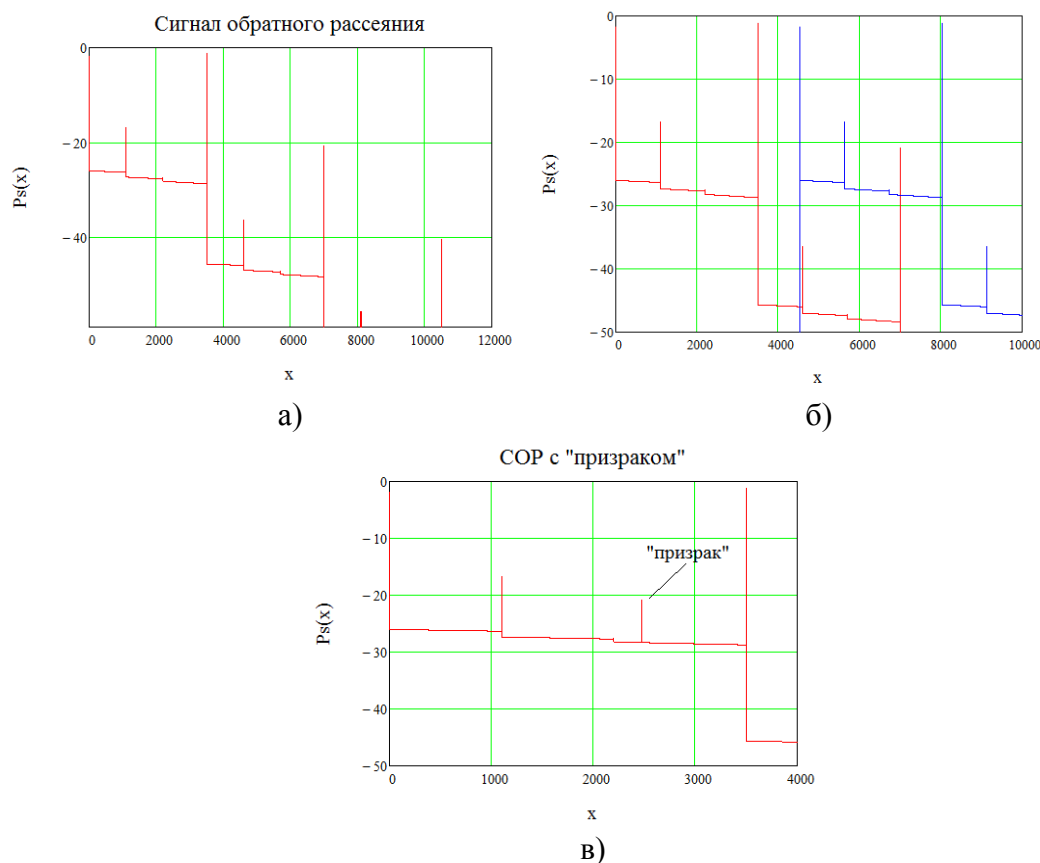 Сигнал обратного рассеяния
0
−20
−40
Ps(x)
0 2000 4000 6000 8000 10000 12000
x
а)
0
−10
−20
−30
−40
−50
Ps(x)
0 2000 4000 6000 8000 10000
x
б)
СОР с "призраком"
0
−10
−20
−30
−40
−50
Ps(x)
"призрак"
0 1000 2000 3000 4000
x
в)